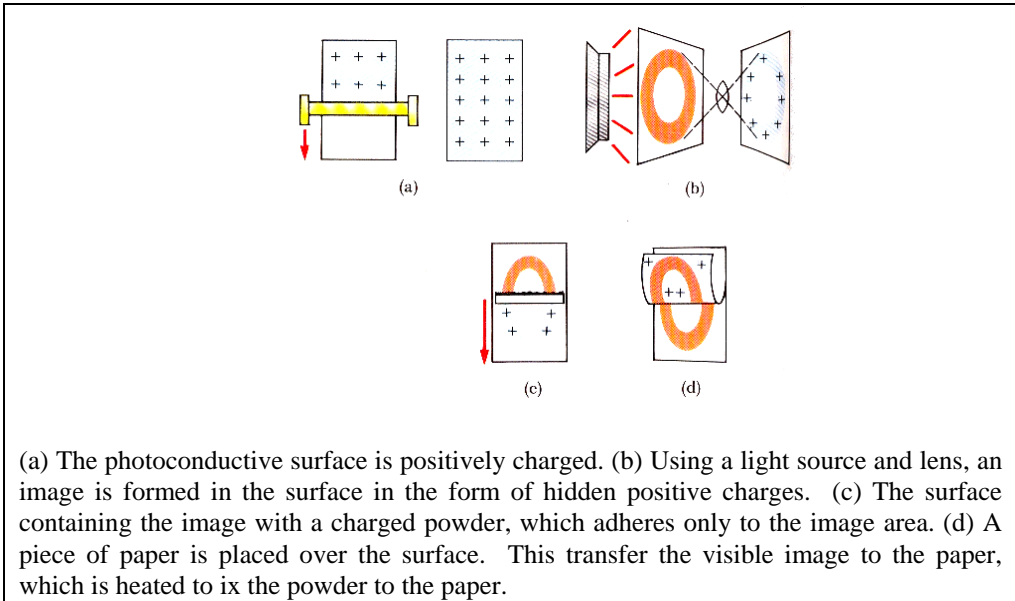 (a)
(b)
(c)
(d)
(a) The photoconductive surface is positively charged. (b) Using a light source and lens, an
image is formed in the surface in the form of hidden positive charges. (c) The surface
containing the image with a charged powder, which adheres only to the image area. (d) A
piece of paper is placed over the surface. This transfer the visible image to the paper,
which is heated to ix the powder to the paper.